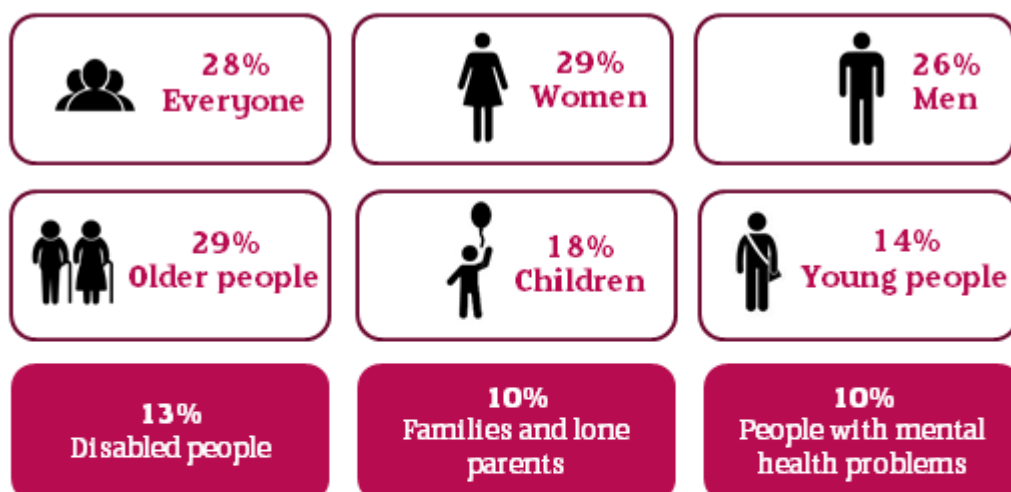 28%
Everyone
29%
Women
26%
Men
29%
Older people
18%
Children
14%
Young people
13%
Disabled people
10%
Families and lone
parents
10%
People with mental
health problems